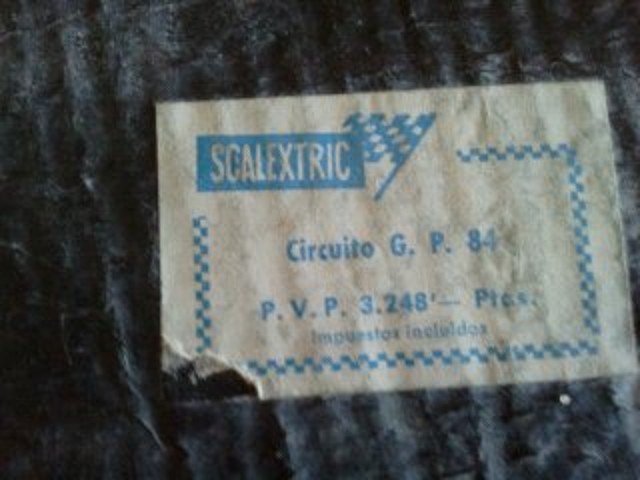 SCALEXTRIC
Circuito G. P. 84
P. V. P. 3.248'— Ptas.
Impuestos incluidos